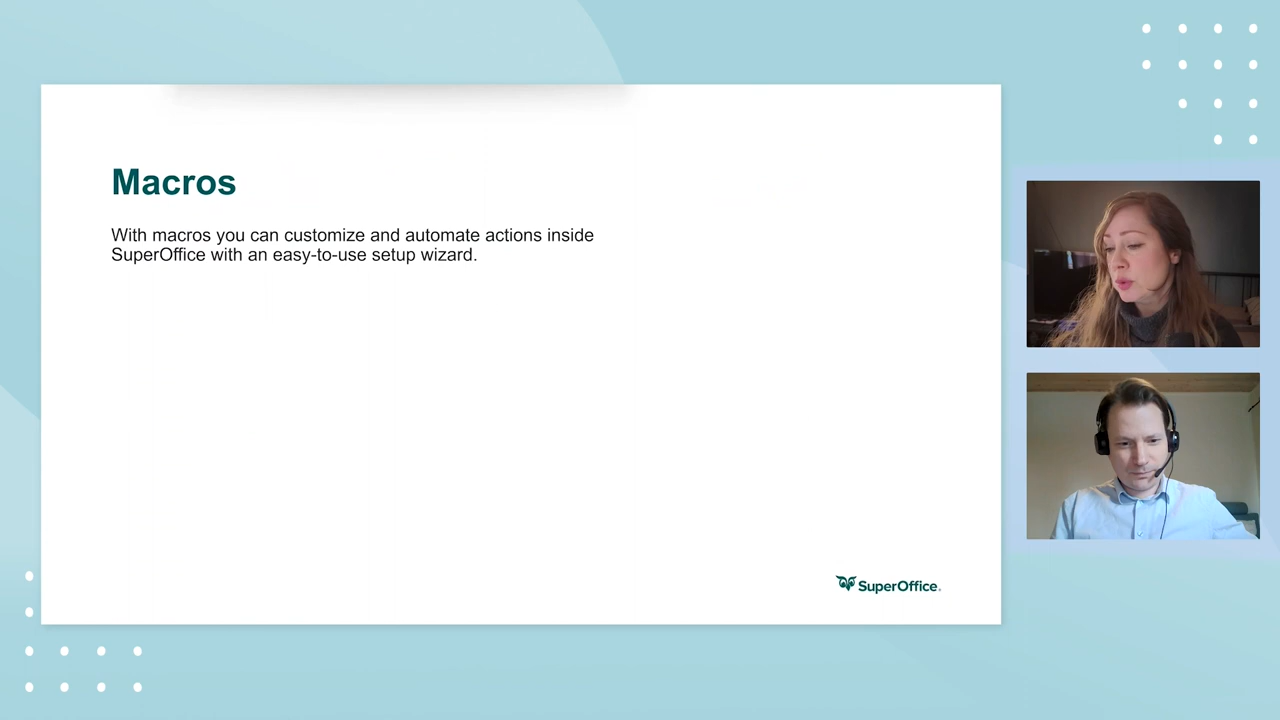 Macros
With macros you can customize and automate actions inside
SuperOffice with an easy-to-use setup wizard.
SuperOffice.